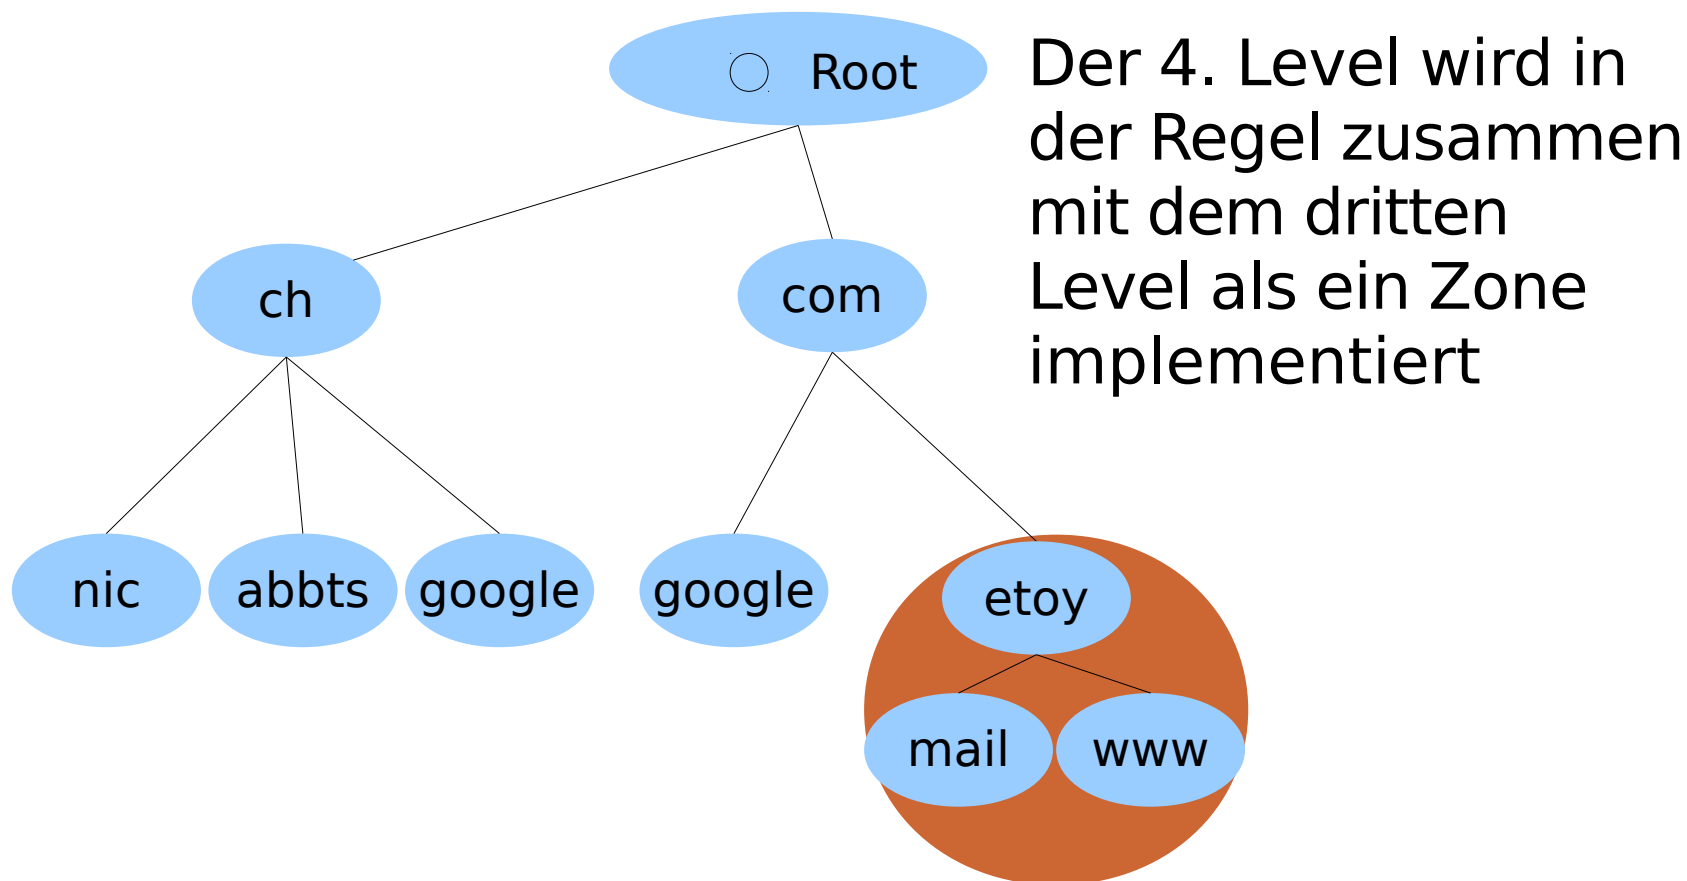 Root
Der 4. Level wird in
der Regel zusammen
mit dem dritten
Level als ein Zone
implementiert
ch
com
nic
abbts
google
google
etoy
mail
www